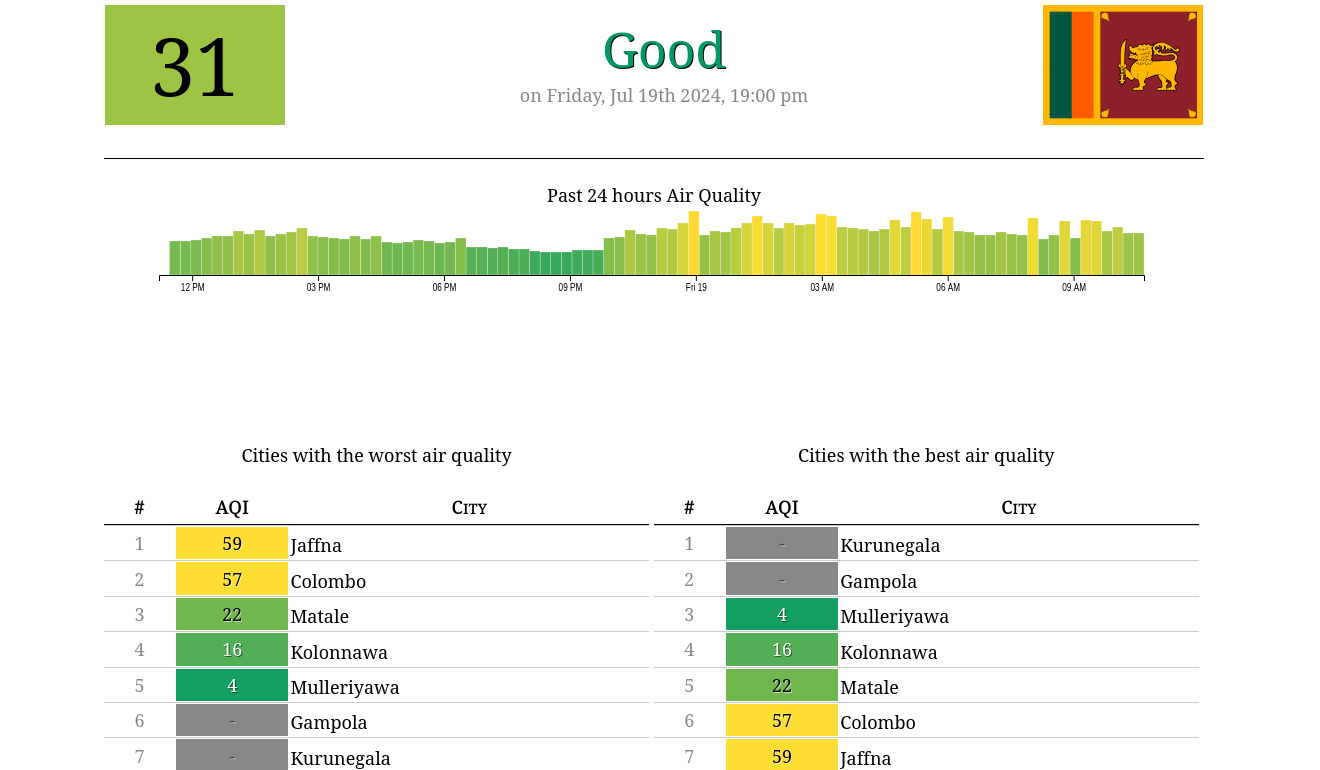 31
Good
on Friday, Jul 19th 2024, 19:00 pm
Past 24 hours Air Quality
12 PM 03 PM 06 PM 09 PM Fri 19 03 AM 06 AM 09 AM
Cities with the worst air quality
# AQI City
1 59 Jaffna
2 57 Colombo
3 22 Matale
4 16 Kolonnawa
5 4 Mulleriyawa
6 - Gampola
7 - Kurunegala
Cities with the best air quality
# AQI City
1 - Kurunegala
2 - Gampola
3 4 Mulleriyawa
4 16 Kolonnawa
5 22 Matale
6 57 Colombo
7 59 Jaffna